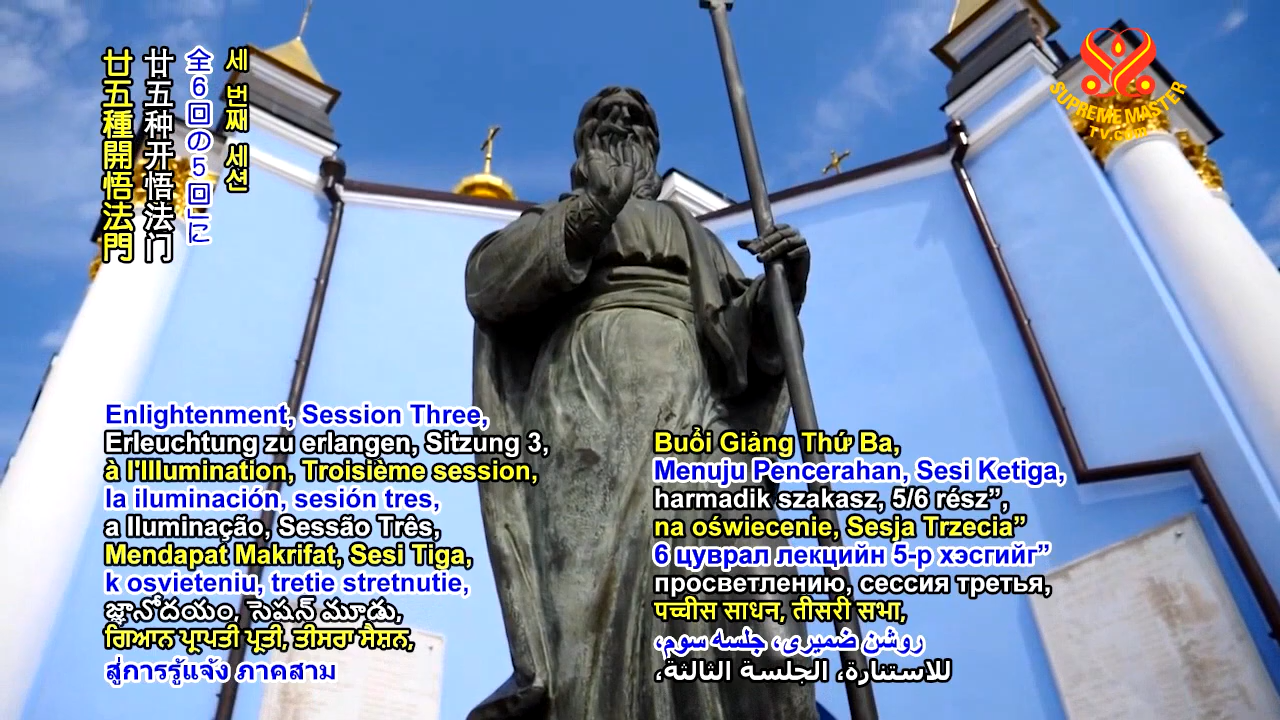 세 번째 세션
全6回の5回」に
廿五种开悟法门
廿五種開悟法門
SUPREME MASTER
TV.com
Enlightenment, Session Three,
Erleuchtung zu erlangen, Sitzung 3,
à l'Illumination, Troisième session,
la iluminación, sesión tres,
a Iluminação, Sessão Três,
Mendapat Makrifat, Sesi Tiga,
k osvieteniu, tretie stretnutie,
జ్ఞానోదయం, సెషన్ మూడు,
ਗਿਆਨ ਪ੍ਰਾਪਤੀ ਪ੍ਰਤੀ, ਤੀਸਰਾ ਸੈਸ਼ਨ,
สู่การรู้แจ้ง ภาคสาม
Buổi Giảng Thứ Ba,
Menuju Pencerahan, Sesi Ketiga,
harmadik szakasz, 5/6 rész”,
na oświecenie, Sesja Trzecia”
6 цуврал лекцийн 5-р хэсгийг”
просветлению, сессия третья,
पच्चीस साधन, तीसरी सभा,
روشن ضمیری، جلسه سوم،
للاستنارة، الجلسة الثالثة،